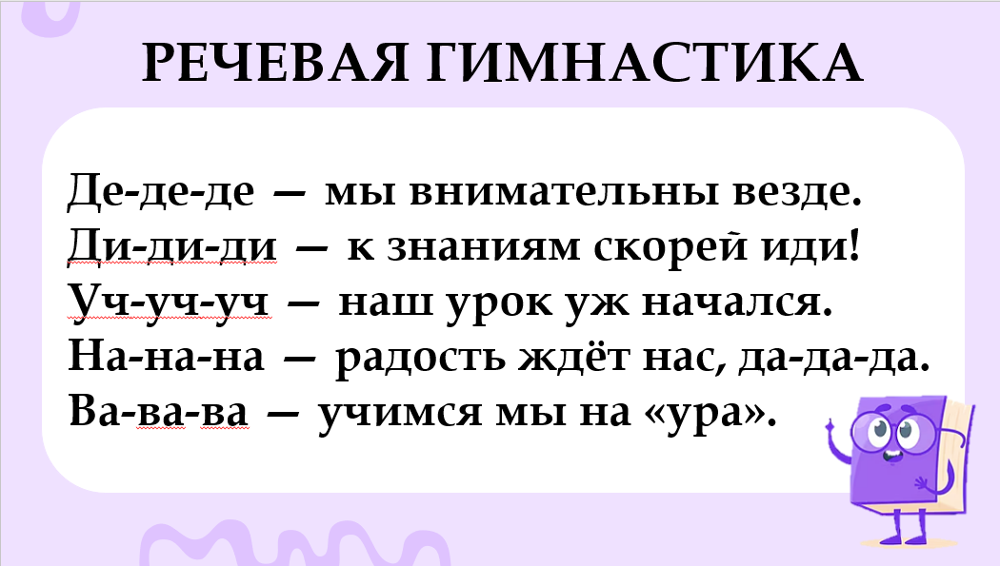 РЕЧЕВАЯ ГИМНАСТИКА
Де-де-де — мы внимательны везде.
Ди-ди-ди — к знаниям скорей иди!
Уч-уч-уч — наш урок уж начался.
На-на-на — радость ждёт нас, да-да-да.
Ва-ва-ва — учимся мы на «ура».